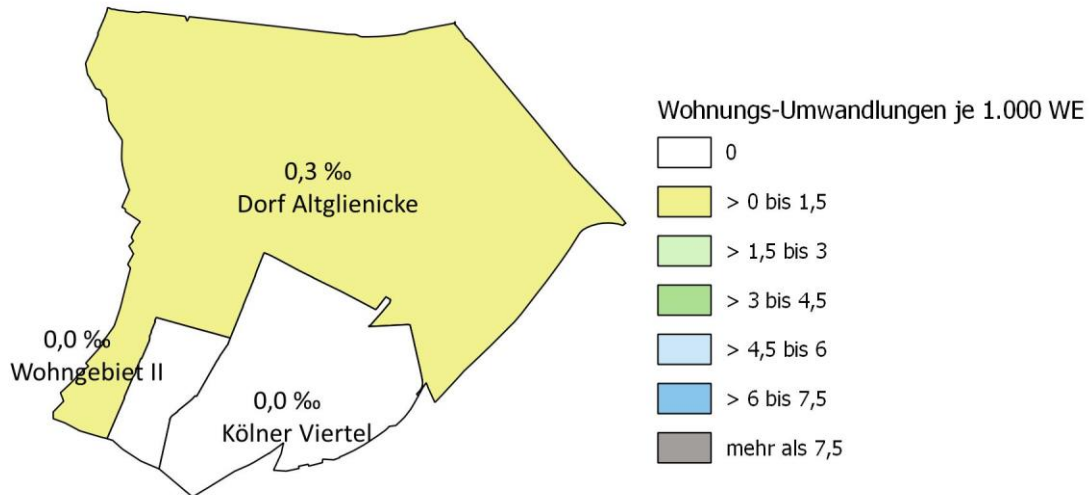 0,3 ‰
Dorf Altglienicke
0,0 ‰
Wohngebiet II
0,0 ‰
Kölner Viertel
Wohnungs-Umwandlungen je 1.000 WE
0
> 0 bis 1,5
> 1,5 bis 3
> 3 bis 4,5
> 4,5 bis 6
> 6 bis 7,5
mehr als 7,5